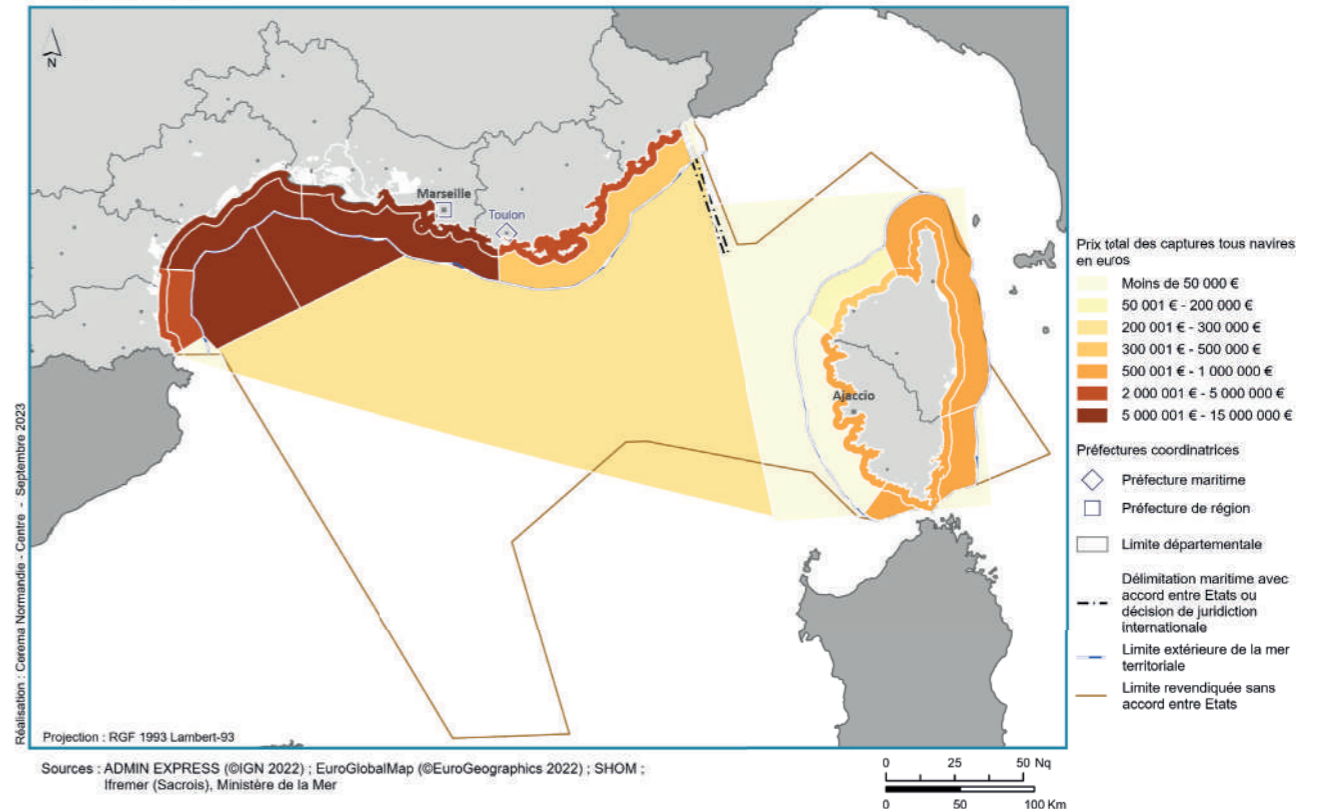 N
Marseille
Toulon
Ajaccio
Prix total des captures tous navires
en euros
Moins de 50 000 €
50 001 € - 200 000 €
200 001 € - 300 000 €
300 001 € - 500 000 €
500 001 € - 1 000 000 €
2 000 001 € - 5 000 000 €
5 000 001 € - 15 000 000 €
Préfectures coordinatrices
Préfecture maritime
Préfecture de région
Limite départementale
Délimitation maritime avec
accord entre Etats ou
décision de juridiction
internationale
Limite extérieure de la mer
territoriale
Limite revendiquée sans
accord entre Etats
Réalisation : Cerema Normandie - Centre - Septembre 2023
Projection : RGF 1993 Lambert-93
Sources : ADMIN EXPRESS (©IGN 2022) ; EuroGlobalMap (©EuroGeographics 2022) ; SHOM ;
Ifremer (Sacrois), Ministère de la Mer
0 25 50 Nq
0 50 100 Km